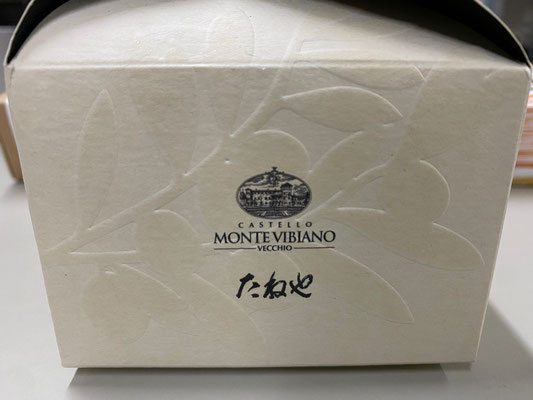 CASTELLO
MONTE VIBIANO
VECCHIO
たねや